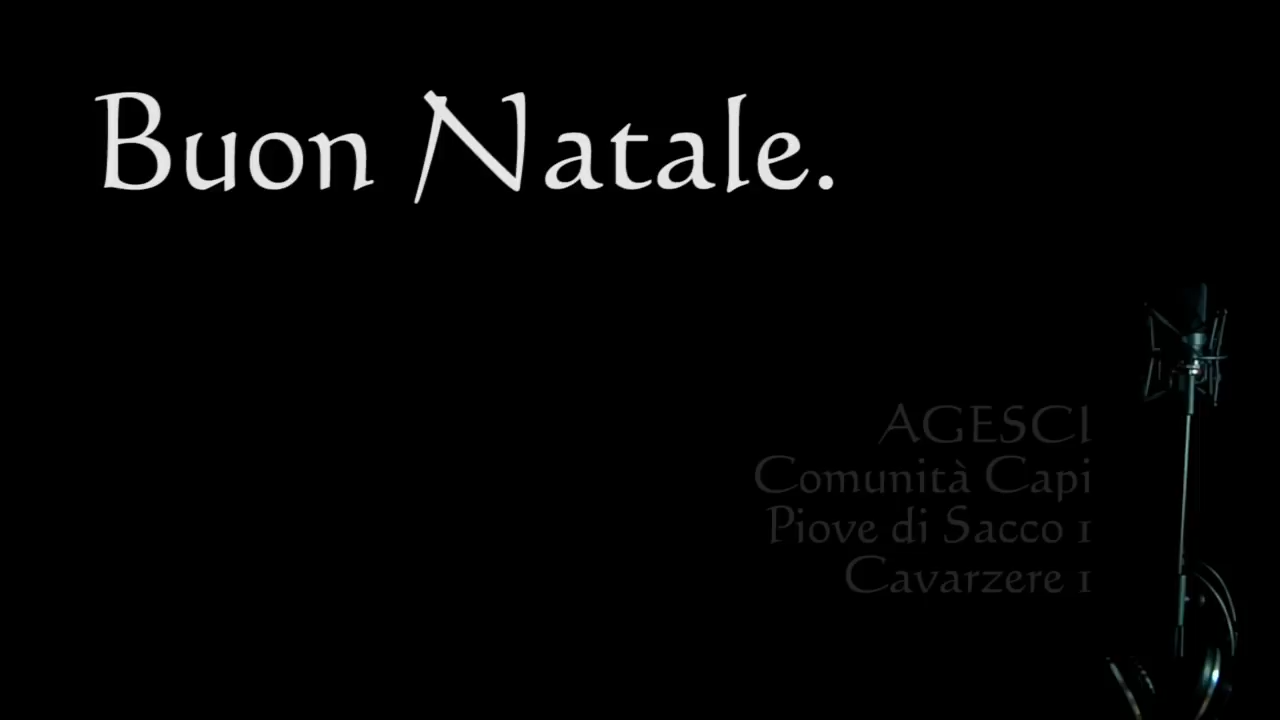 Buon Natale.
AGESCI
Comunità Capi
Piove di Sacco 1
Cavarzere 1